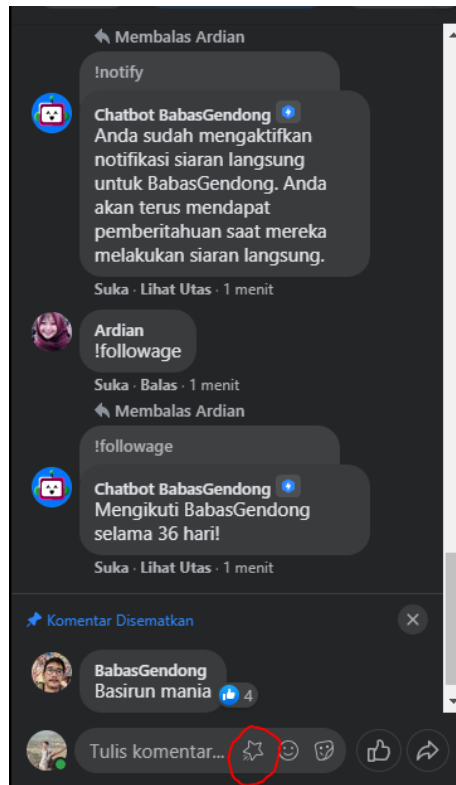 Membalas Ardian
!notify
Chatbot BabasGendong
Anda sudah mengaktifkan
notifikasi siaran langsung
untuk BabasGendong. Anda
akan terus mendapat
pemberitahuan saat mereka
melakukan siaran langsung.
Suka · Lihat Utas · 1 menit
Ardian
!followage
Suka · Balas · 1 menit
Membalas Ardian
!followage
Chatbot BabasGendong
Mengikuti BabasGendong
selama 36 hari!
Suka · Lihat Utas · 1 menit
Komentar Disematkan
BabasGendong
Basirun mania 4
Tulis komentar...